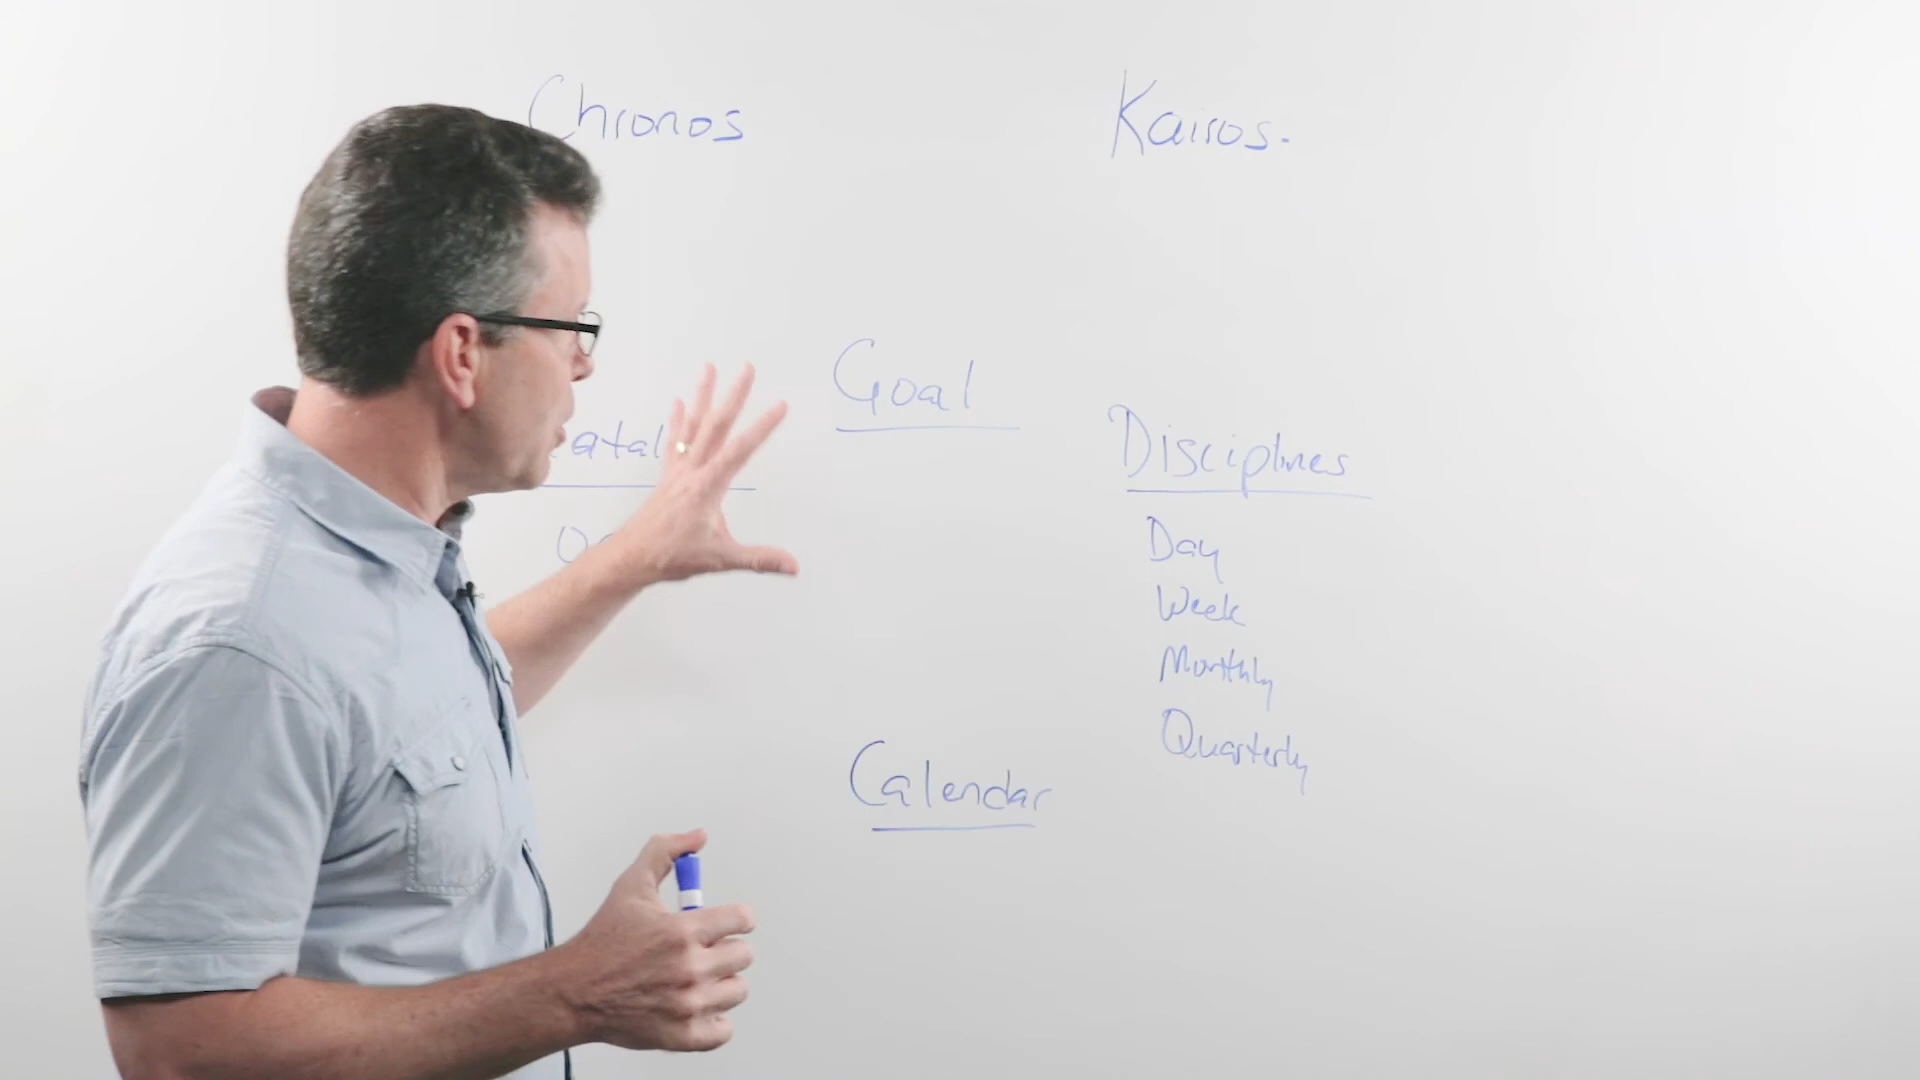 Chronos
Kairos.
Goal
Disciplines
Day
Week
Monthly
Quarterly
Calendar